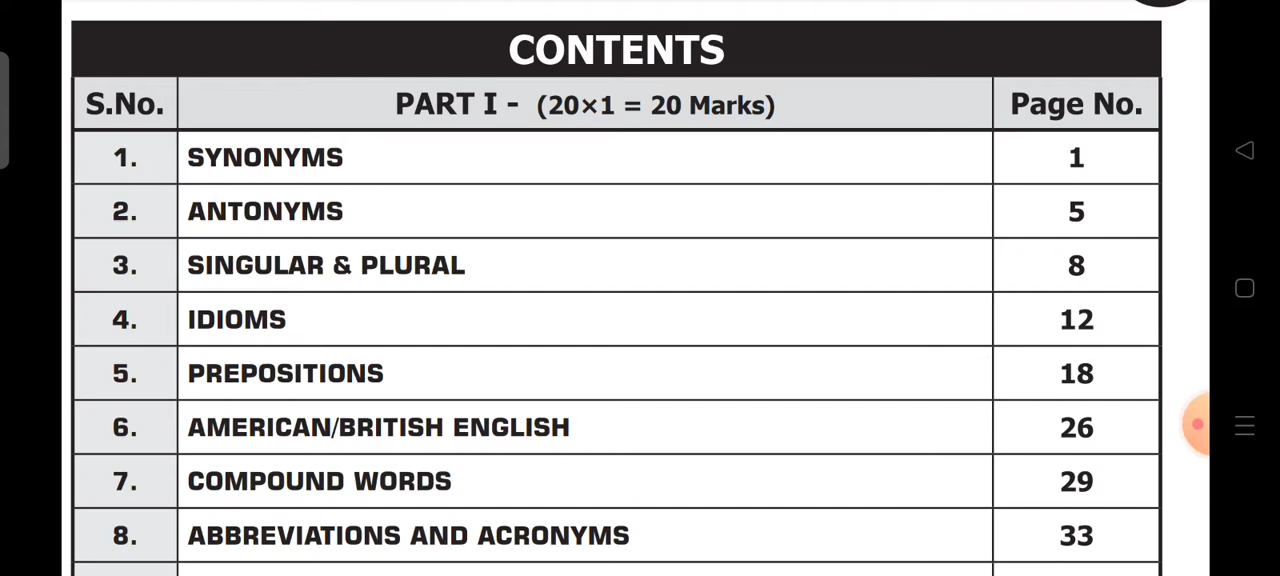 CONTENTS
S.No. PART I - (20×1 = 20 Marks) Page No.
1. SYNONYMS 1
2. ANTONYMS 5
3. SINGULAR & PLURAL 8
4. IDIOMS 12
5. PREPOSITIONS 18
6. AMERICAN/BRITISH ENGLISH 26
7. COMPOUND WORDS 29
8. ABBREVIATIONS AND ACRONYMS 33